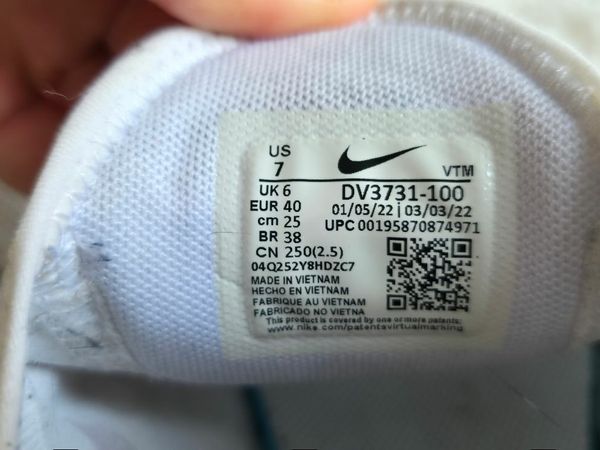 US
7
VTM
UK 6
DV3731-100
EUR 40
01/05/22 | 03/03/22
cm 25
UPC 00195870874971
BR 38
CN 250(2.5)
04Q252Y8HDZC7
MADE IN VIETNAM
HECHO EN VIETNAM
FABRIQUE AU VIETNAM
FABRICADO NO VIETNA
This product is covered by one or more patents:
www.nike.com/patentsvirtualmarking